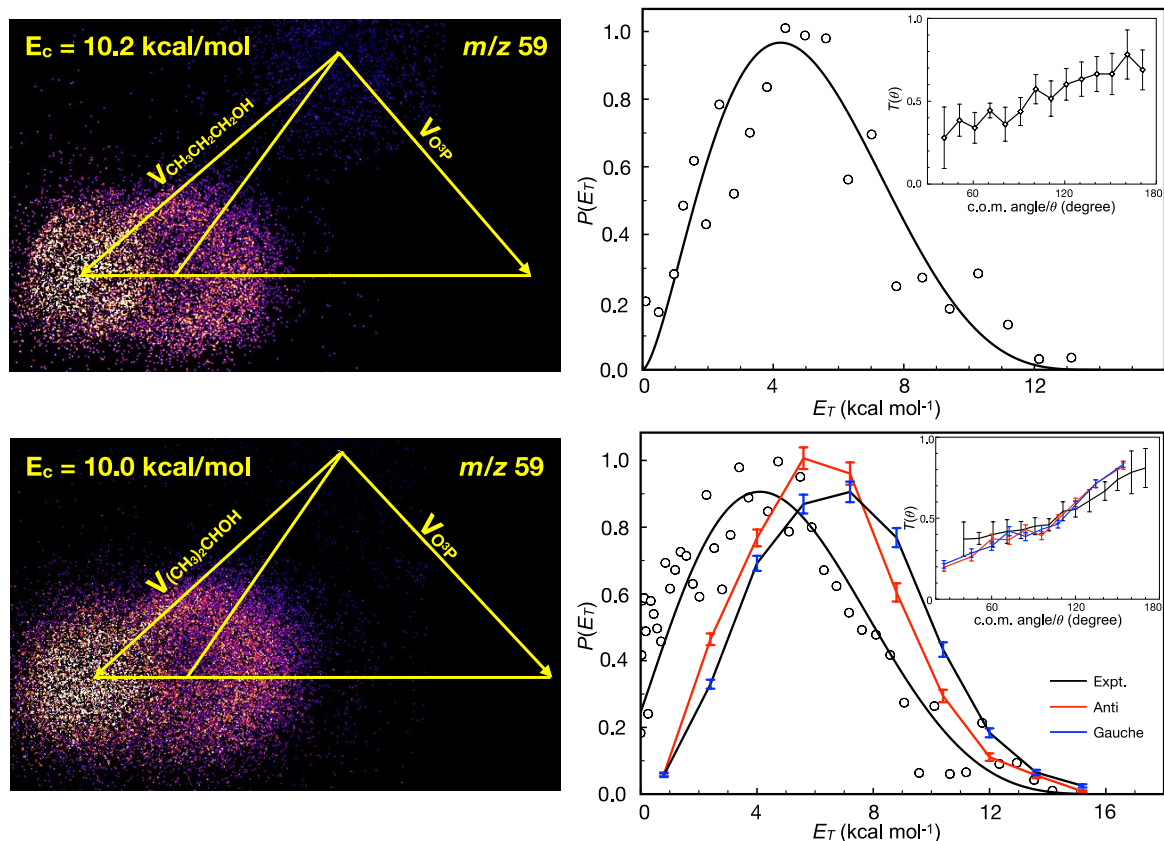 E_c = 10.2 kcal/mol
m/z 59
V_CH₃CH₂CH₂CH₂OH
V_O³P
P(E_T)
1.0
0.8
0.6
0.4
0.2
0.0
0
4
8
12
E_T (kcal mol⁻¹)
T(θ)
1.0
0.5
0.0
60
120
180
c.o.m. angle/θ (degree)
E_c = 10.0 kcal/mol
m/z 59
V_(CH₃)₂CHOH
V_O³P
P(E_T)
1.0
0.8
0.6
0.4
0.2
0.0
0
4
8
12
16
E_T (kcal mol⁻¹)
T(θ)
1
0.5
0
60
120
180
c.o.m. angle/θ (degree)
Expt.
Anti
Gauche